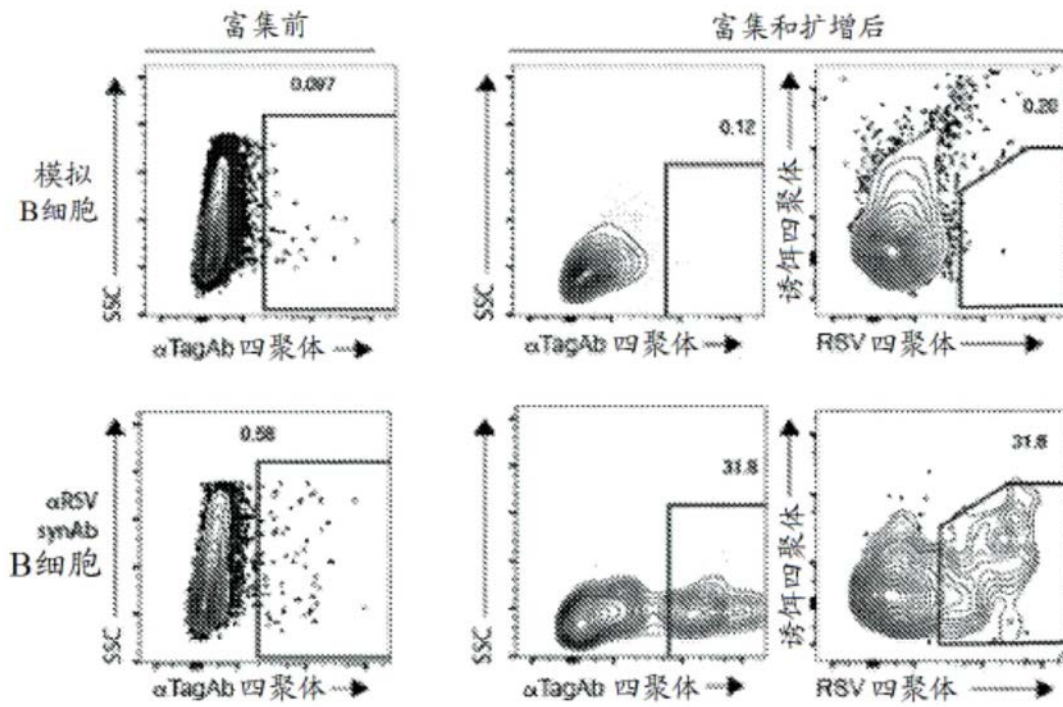 富集前
富集和扩增后
0.097
0.12
0.28
模拟
B细胞
SSC
SSC
诱饵四聚体
αTagAb 四聚体
αTagAb 四聚体
RSV 四聚体
0.58
31.8
31.6
αRSV
synAb
B细胞
SSC
SSC
诱饵四聚体
αTagAb 四聚体
αTagAb 四聚体
RSV 四聚体